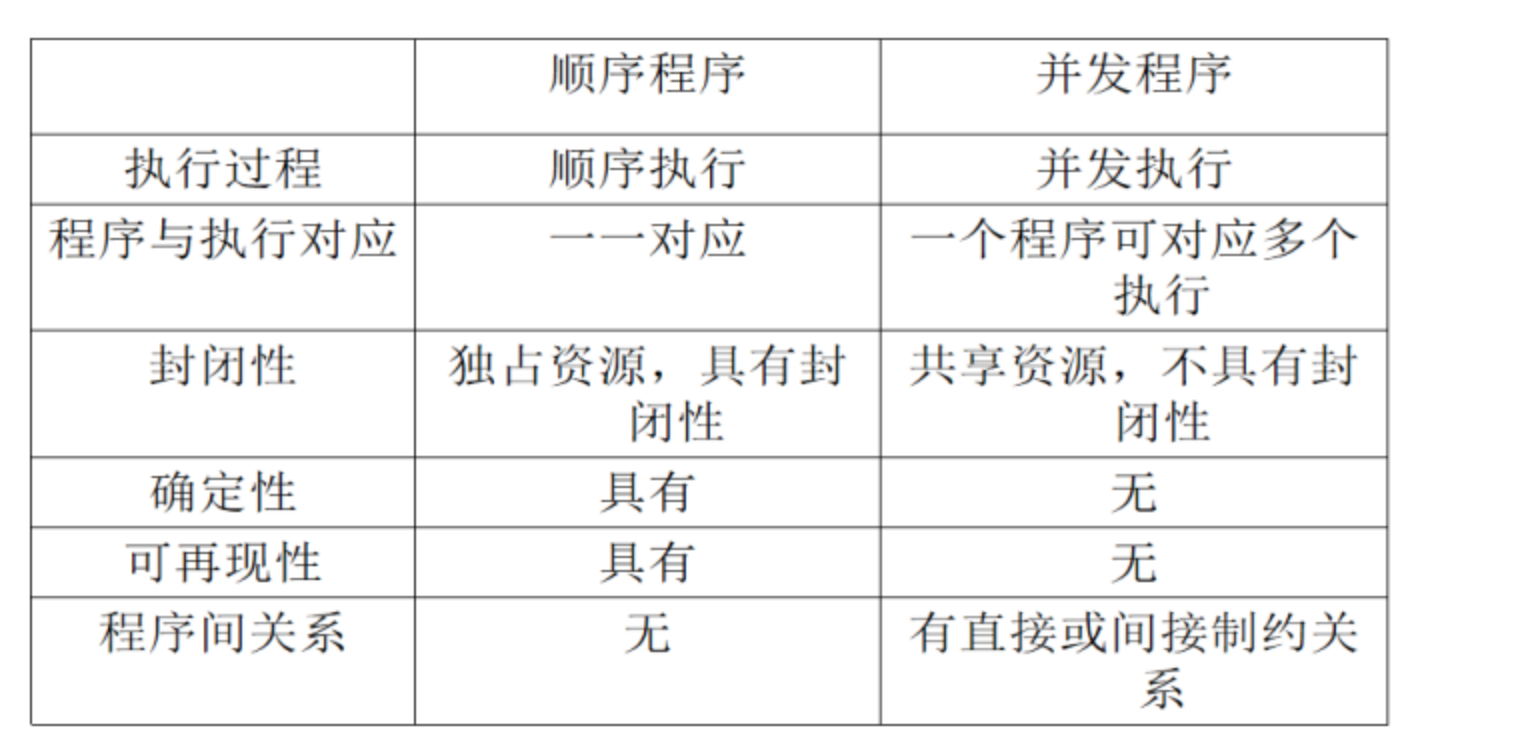 顺序程序 并发程序
执行过程 顺序执行 并发执行
程序与执行对应 一一对应 一个程序可对应多个
执行
封闭性 独占资源，具有封 共享资源，不具有封
闭性 闭性
确定性 具有 无
可再现性 具有 无
程序间关系 无 有直接或间接制约关
系